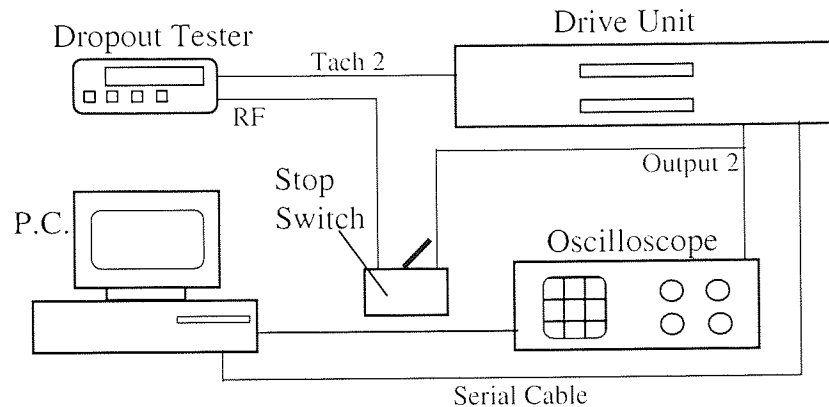 Drive Unit
Dropout Tester
Tach 2
RF
Output 2
Stop
Switch
P.C.
Oscilloscope
Serial Cable